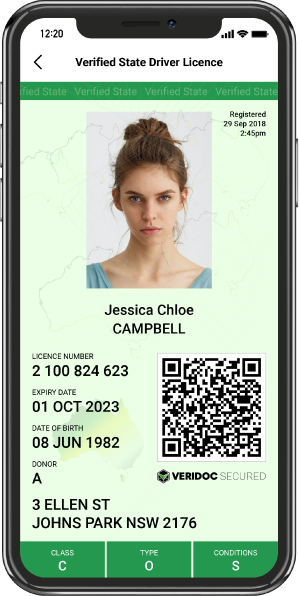 12:20
Verified State Driver Licence
fied State Verified State Verified State Verified State
Registered
29 Sep 2018
2:45pm
Jessica Chloe
CAMPBELL
LICENCE NUMBER
2 100 824 623
EXPIRY DATE
01 OCT 2023
DATE OF BIRTH
08 JUN 1982
DONOR
A
VERIDOC SECURED
3 ELLEN ST
JOHNS PARK NSW 2176
CLASS
C
TYPE
O
CONDITIONS
S